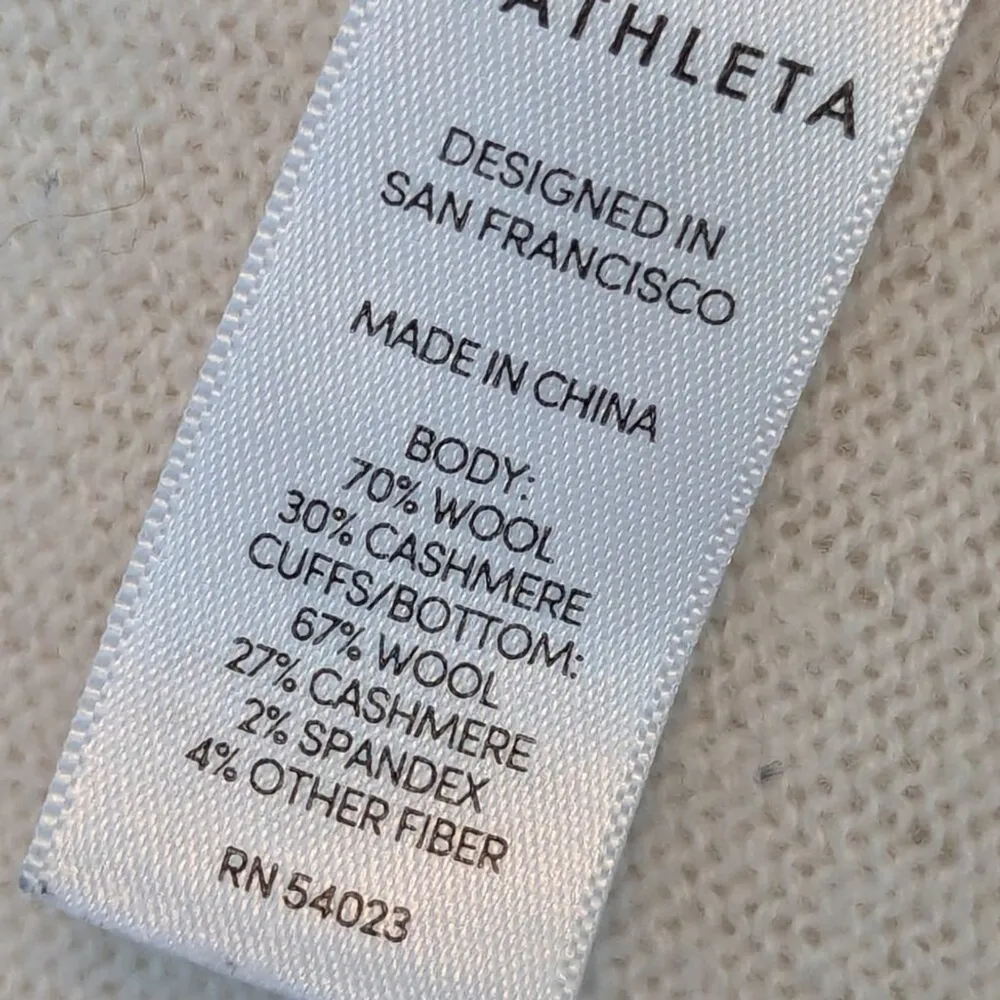 ATHLETA
DESIGNED IN
SAN FRANCISCO
MADE IN CHINA
BODY:
70% WOOL
30% CASHMERE
CUFFS/BOTTOM:
67% WOOL
27% CASHMERE
2% SPANDEX
4% OTHER FIBER
RN 54023